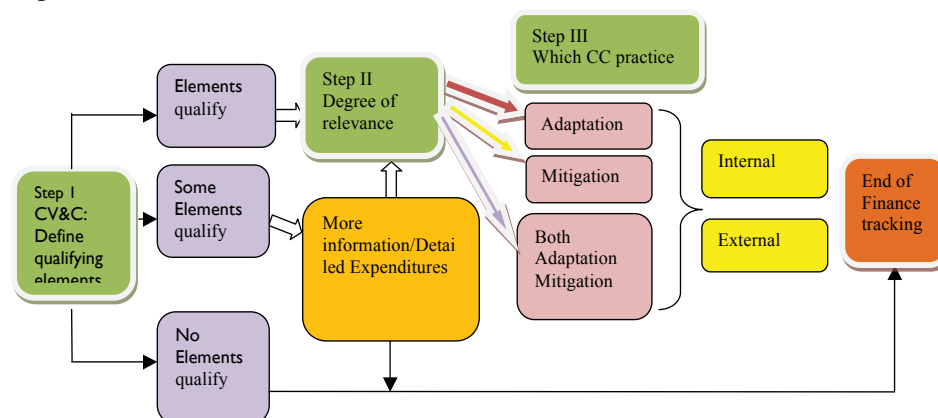 Step 1
CV&C:
Define
qualifying
elements
Elements
qualify
Some
Elements
qualify
No
Elements
qualify
Step II
Degree of
relevance
More
information/Detai
led Expenditures
Step III
Which CC practice
Adaptation
Mitigation
Both
Adaptation
Mitigation
Internal
External
End of
Finance
tracking